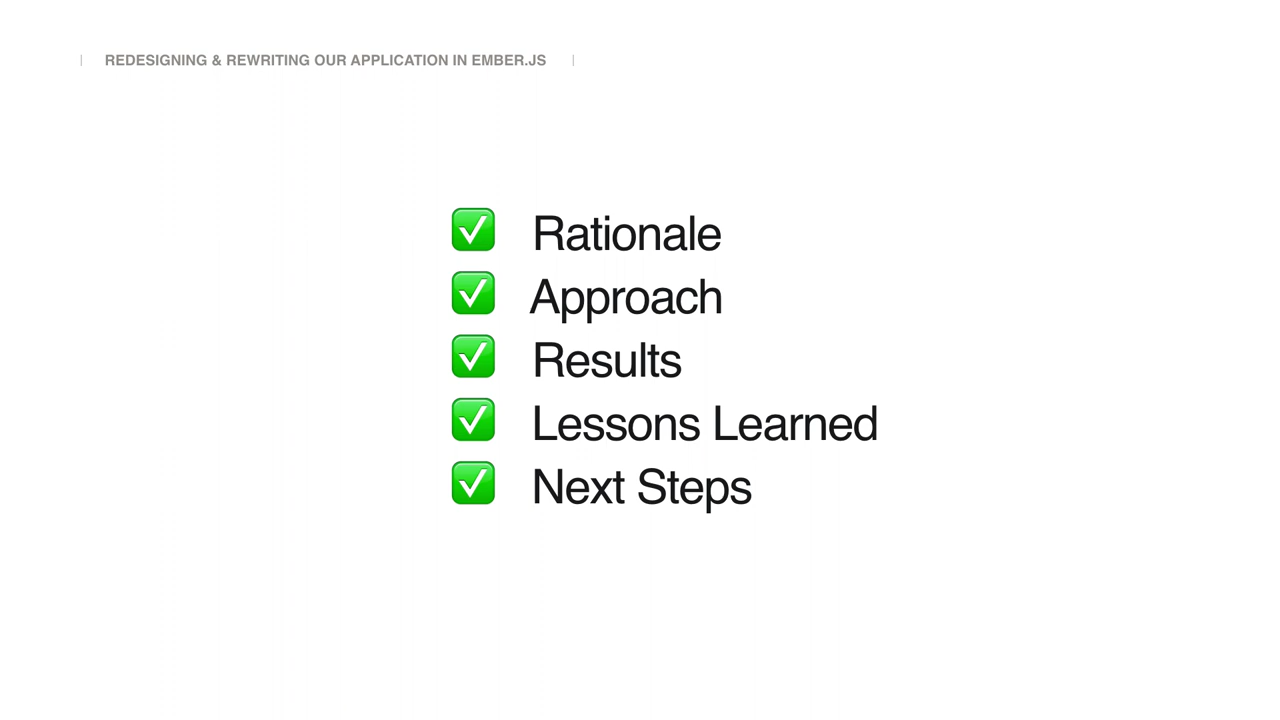 REDESIGNING & REWRITING OUR APPLICATION IN EMBER.JS
✅ Rationale
✅ Approach
✅ Results
✅ Lessons Learned
✅ Next Steps